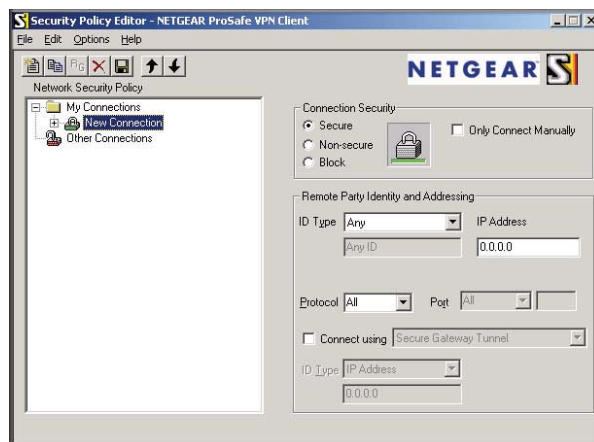 Security Policy Editor - NETGEAR ProSafe VPN Client
File Edit Options Help
NETGEAR
Network Security Policy
My Connections
New Connection
Other Connections
Connection Security
Secure
Non-secure
Block
Only Connect Manually
Remote Party Identity and Addressing
ID Type Any IP Address
Any ID 0.0.0.0
Protocol All Port All
Connect using Secure Gateway Tunnel
ID Type IP Address
0.0.0.0